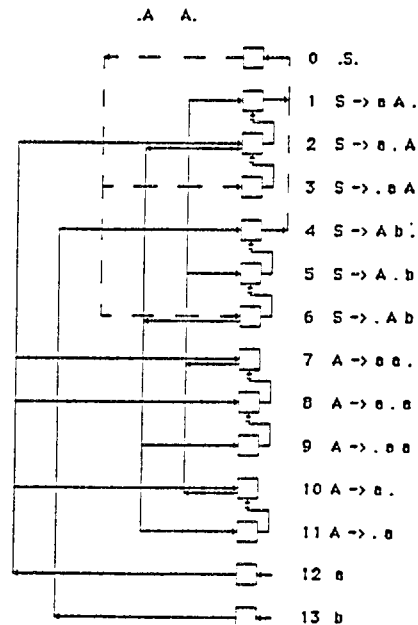 .A A.
0 .S.
1 S -> a A .
2 S -> a . A
3 S -> . a A
4 S -> A b .
5 S -> A . b
6 S -> . A b
7 A -> a a .
8 A -> a . a
9 A -> . a a
10 A -> a .
11 A -> . a
12 a
13 b